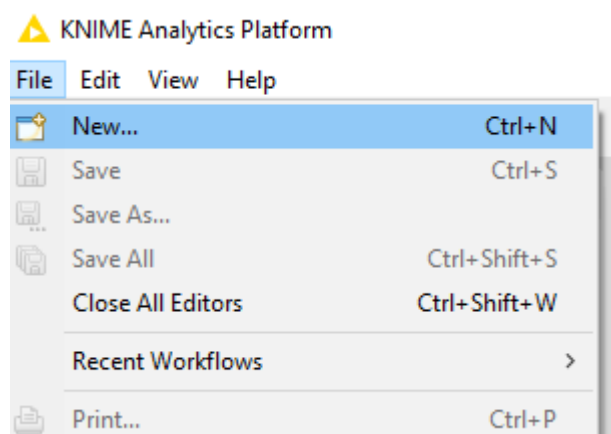 KNIME Analytics Platform
File Edit View Help
New... Ctrl+N
Save Ctrl+S
Save As...
Save All Ctrl+Shift+S
Close All Editors Ctrl+Shift+W
Recent Workflows >
Print... Ctrl+P